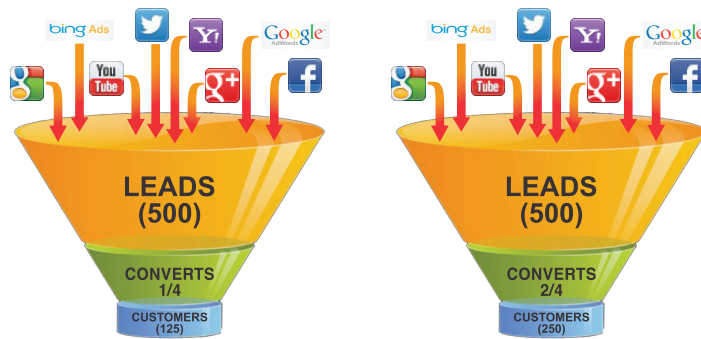 bing Ads
Google
AdWords
You
Tube
Y!
g+
f
g
LEADS
(500)
CONVERTS
1/4
CUSTOMERS
(125)
bing Ads
Google
AdWords
You
Tube
Y!
g+
f
g
LEADS
(500)
CONVERTS
2/4
CUSTOMERS
(250)